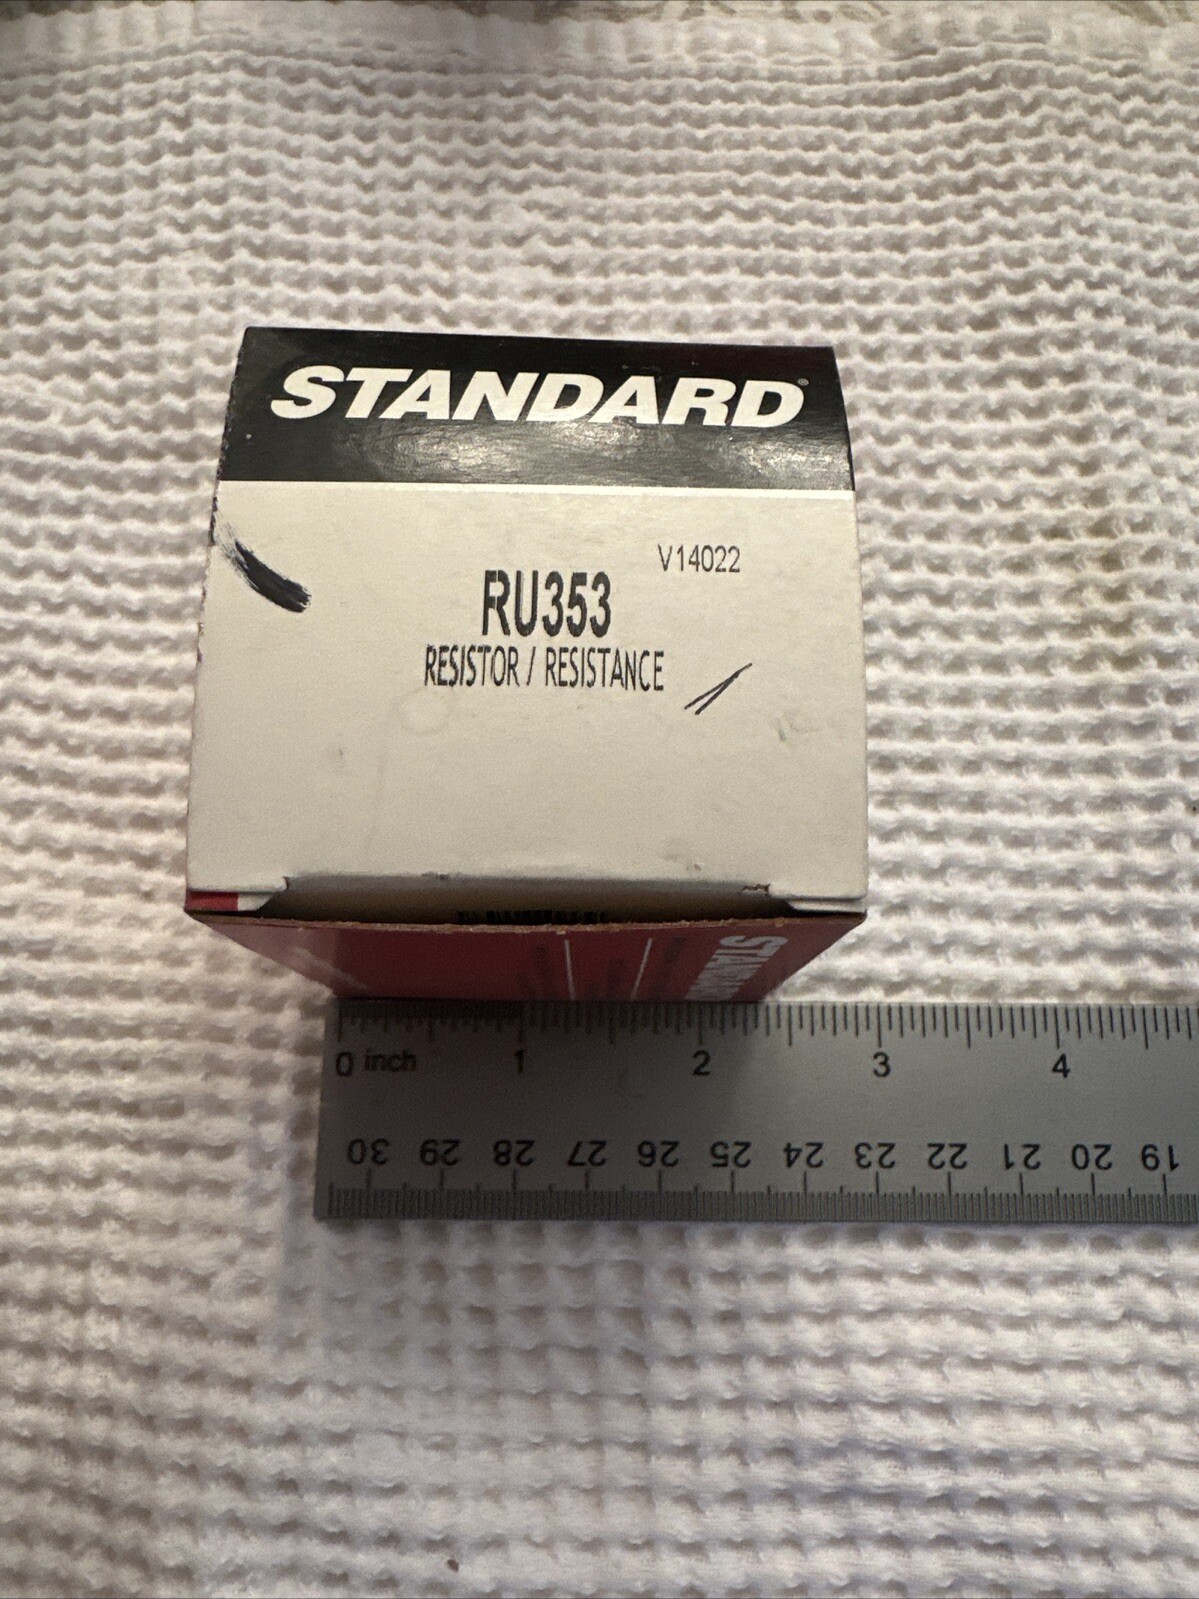 STANDARD®
V14022
RU353
RESISTOR / RESISTANCE
STANDARD
0 inch 1 2 3 4
30 29 28 27 26 25 24 23 22 21 20 19